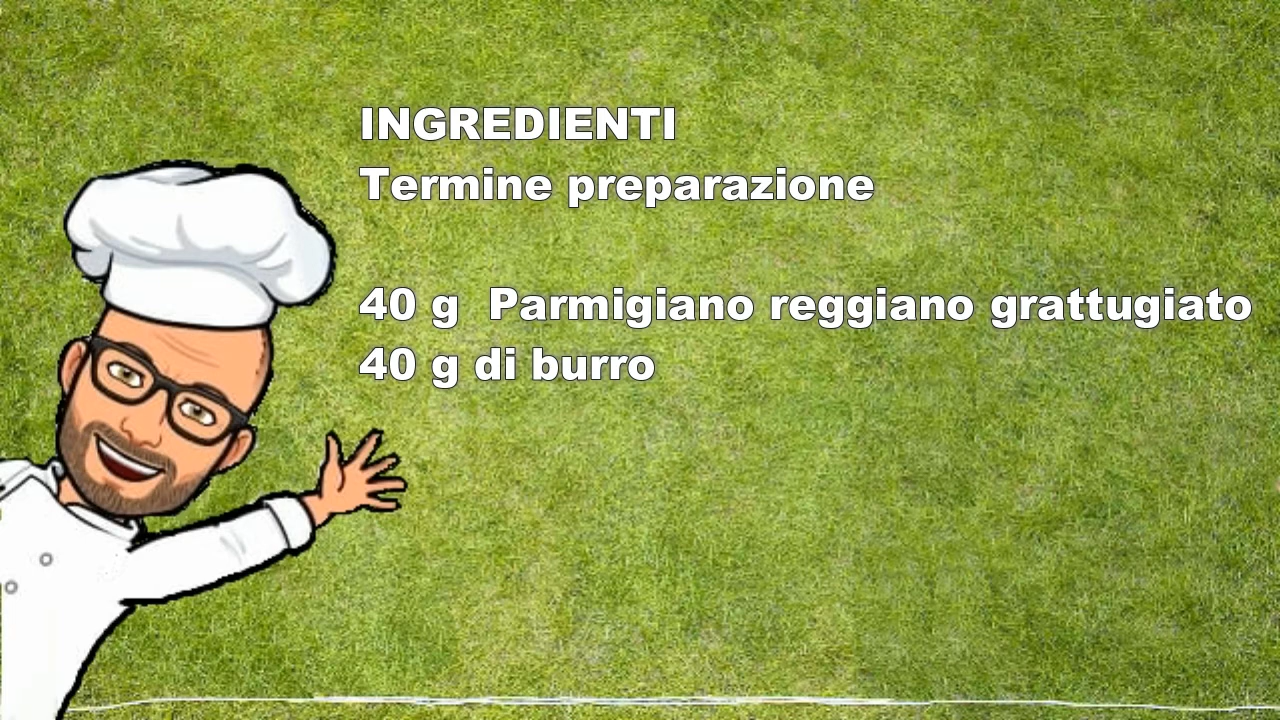 INGREDIENTI
Termine preparazione
40 g  Parmigiano reggiano grattugiato
40 g di burro